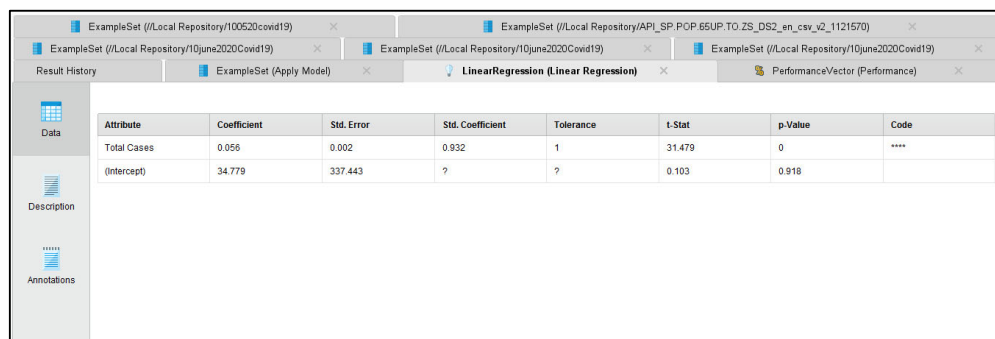 ExampleSet (//Local Repository/100520covid19)
ExampleSet (//Local Repository/API_SP.POP.65UP.TO.ZS_DS2_en_csv_v2_1121570)
ExampleSet (//Local Repository/10june2020Covid19)
ExampleSet (//Local Repository/10june2020Covid19)
ExampleSet (//Local Repository/10june2020Covid19)
Result History
ExampleSet (Apply Model)
LinearRegression (Linear Regression)
PerformanceVector (Performance)
Data
Description
Annotations
Attribute Coefficient Std. Error Std. Coefficient Tolerance t-Stat p-Value Code
Total Cases 0.056 0.002 0.932 1 31.479 0 ****
(Intercept) 34.779 337.443 ? ? 0.103 0.918